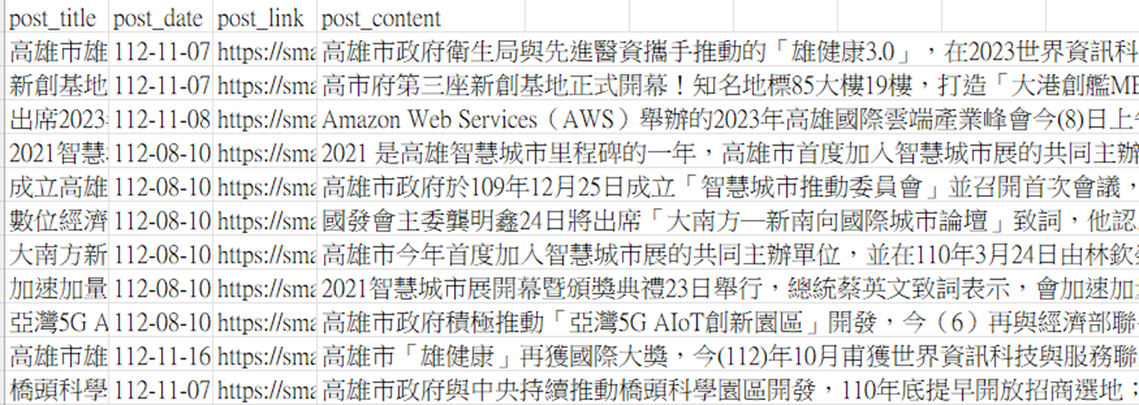 post_title post_date post_link post_content
高雄市雄 112-11-07 https://sma 高雄市政府衛生局與先進醫資攜手推動的「雄健康3.0」，在2023世界資訊科
新創基地 112-11-07 https://sma 高市府第三座新創基地正式開幕！知名地標85大樓19樓，打造「大港創艦ME
出席2023 112-11-08 https://sma Amazon Web Services（AWS）舉辦的2023年高雄國際雲端產業峰會今(8)日上
2021智慧 112-08-10 https://sma 2021 是高雄智慧城市里程碑的一年，高雄市首度加入智慧城市展的共同主辦
成立高雄 112-08-10 https://sma 高雄市政府於109年12月25日成立「智慧城市推動委員會」並召開首次會議，
數位經濟 112-08-10 https://sma 國發會主委龔明鑫24日將出席「大南方—新南向國際城市論壇」致詞，他認
大南方新 112-08-10 https://sma 高雄市今年首度加入智慧城市展的共同主辦單位，並在110年3月24日由林欽
加速加量 112-08-10 https://sma 2021智慧城市展開幕暨頒獎典禮23日舉行，總統蔡英文致詞表示，會加速加
亞灣5G A 112-08-10 https://sma 高雄市政府積極推動「亞灣5G AIoT創新園區」開發，今（6）再與經濟部聯
高雄市雄 112-11-16 https://sma 高雄市「雄健康」再獲國際大獎，今(112)年10月甫獲世界資訊科技與服務聯
橋頭科學 112-11-07 https://sma 高雄市政府與中央持續推動橋頭科學園區開發，110年底提早開放招商選地；